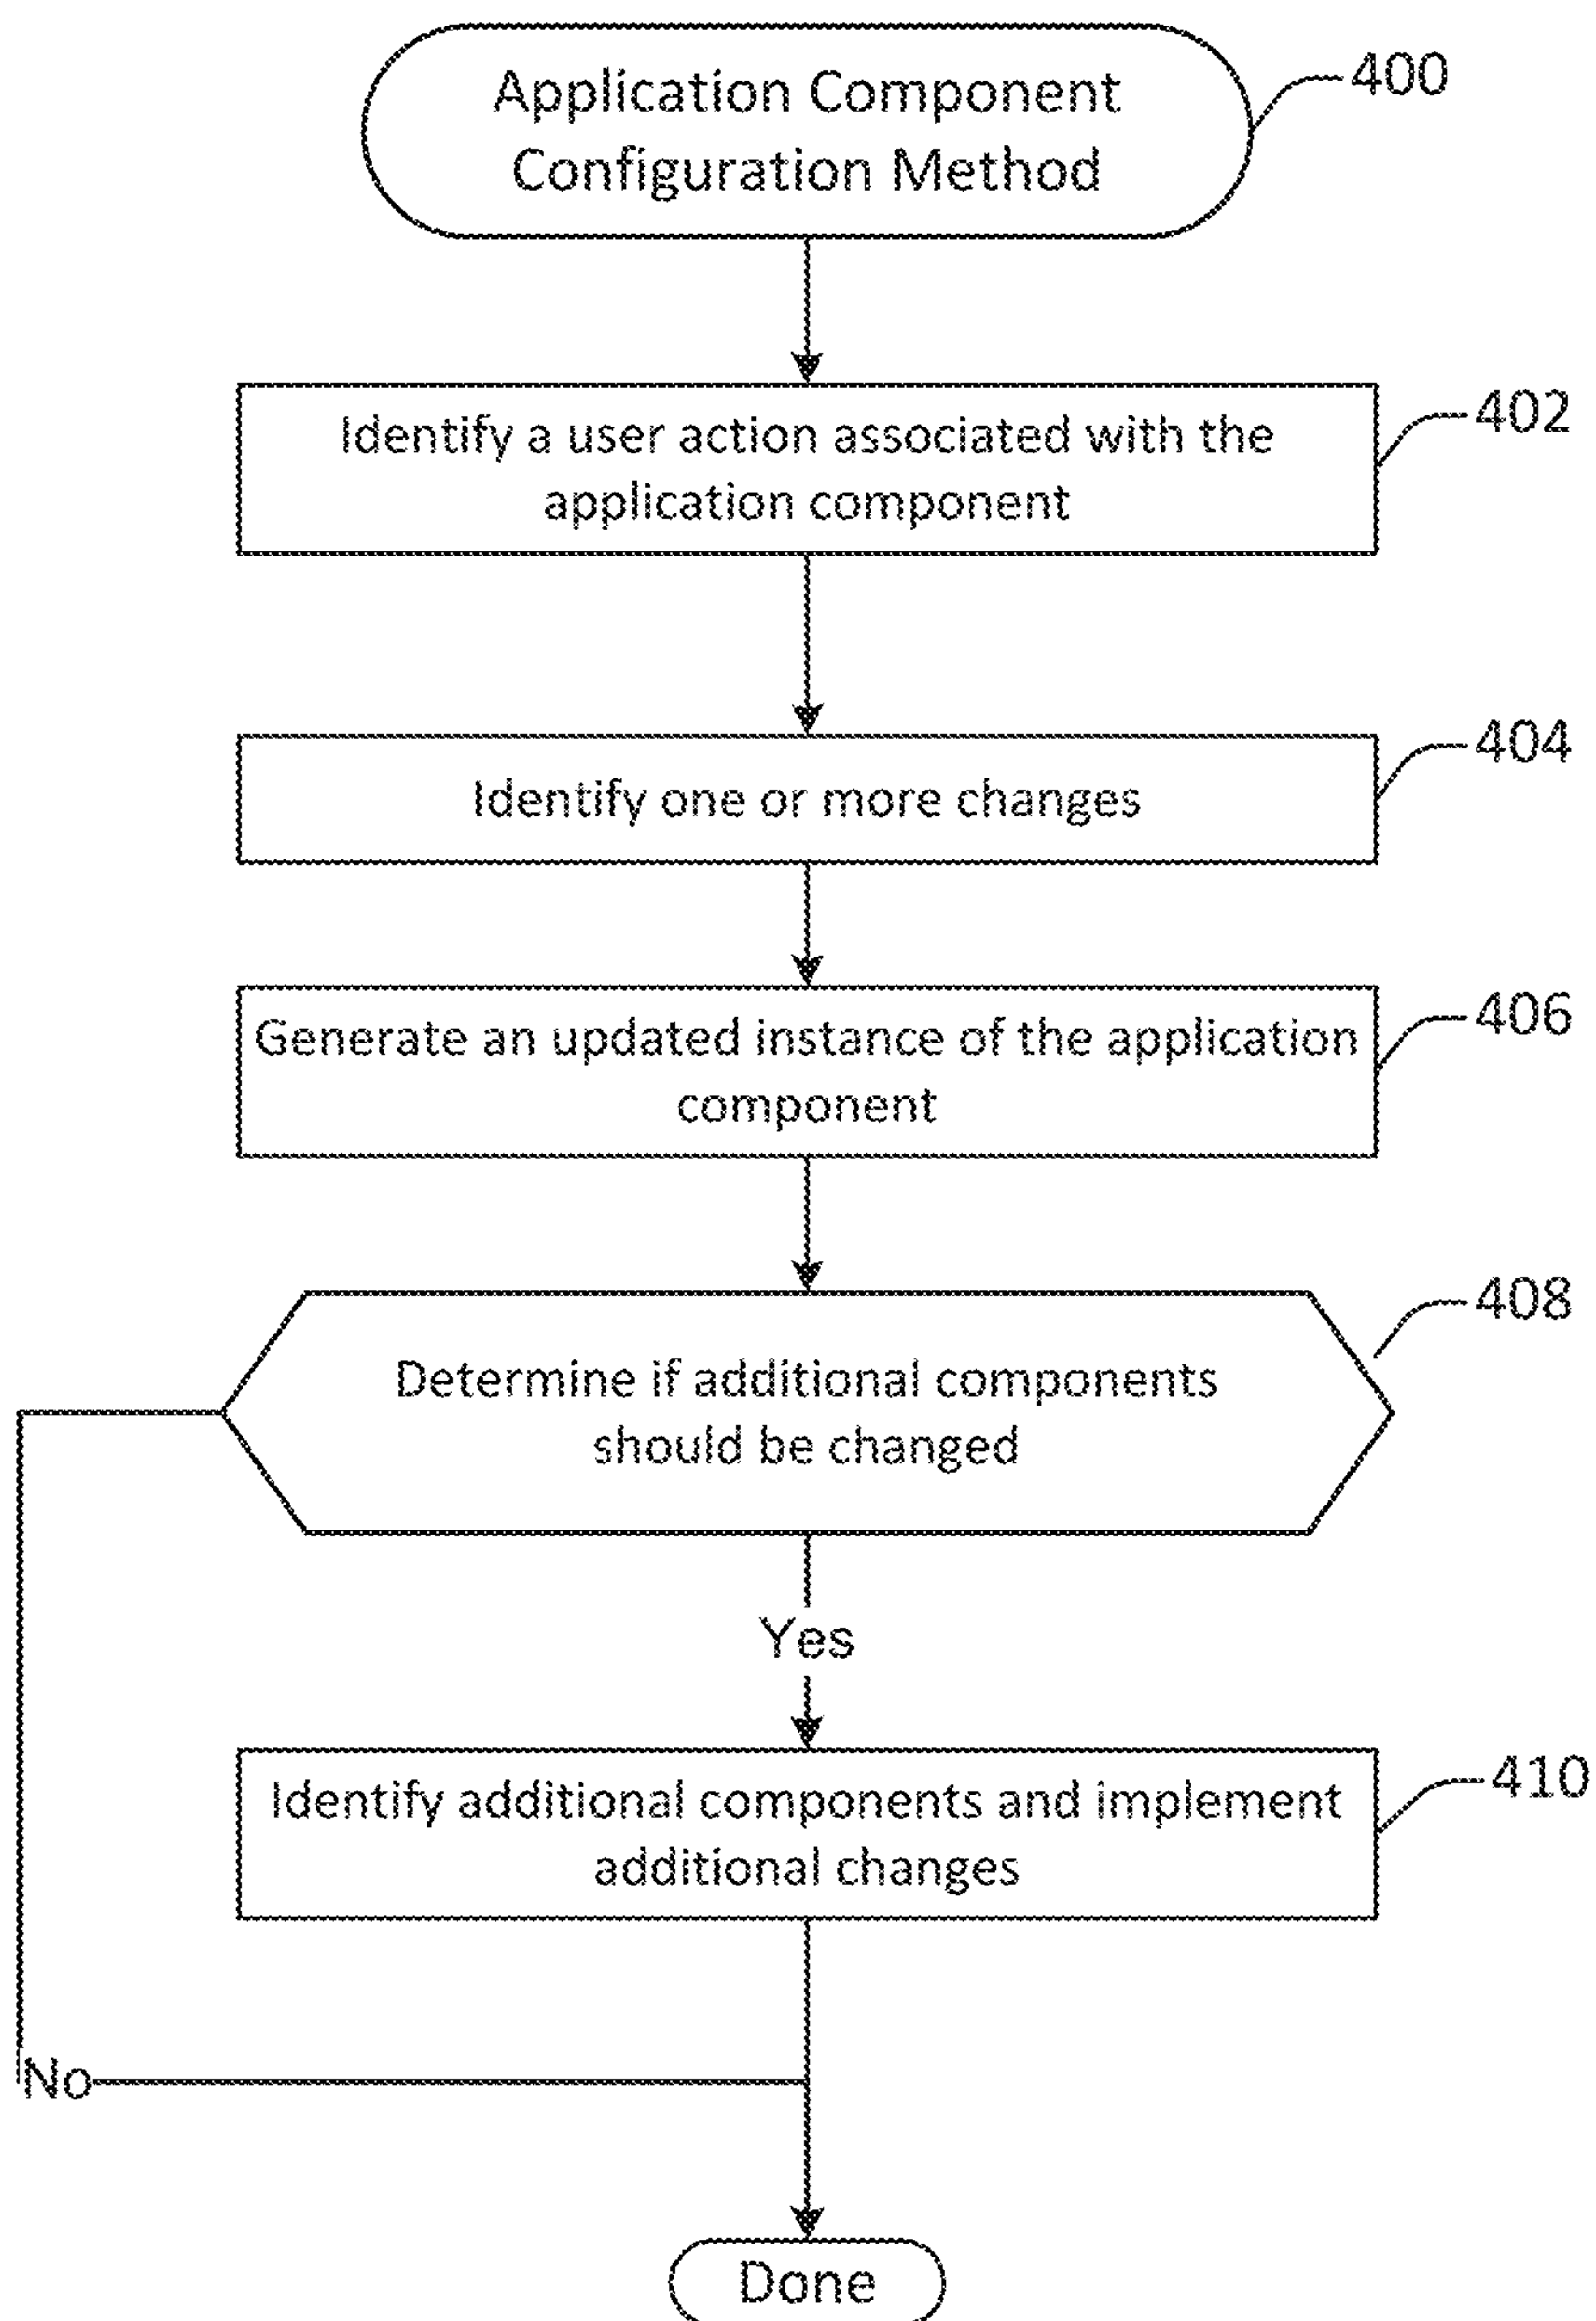 Application Component
Configuration Method
400
Identify a user action associated with the
application component
402
Identify one or more changes
404
Generate an updated instance of the application
component
406
Determine if additional components
should be changed
408
Yes
Identify additional components and implement
additional changes
410
No
Done